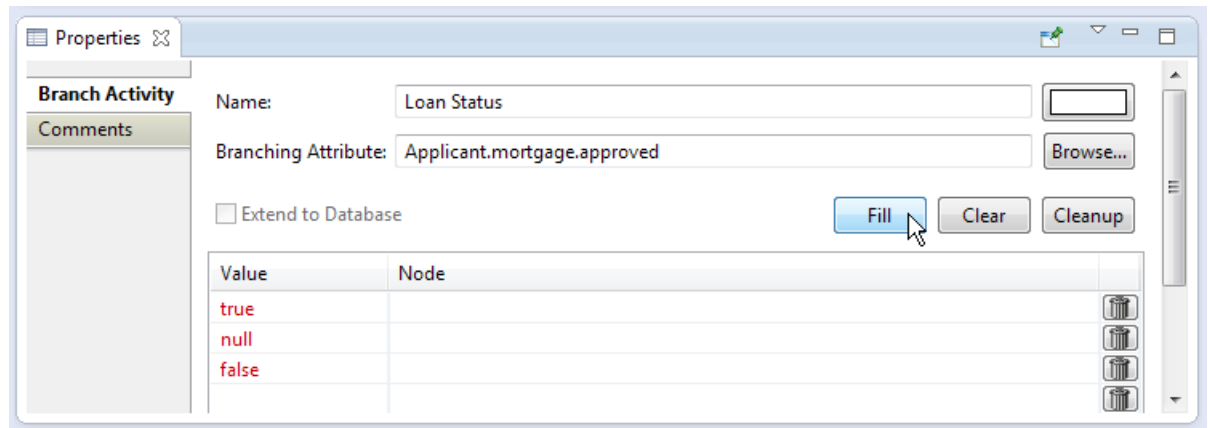 Properties
Branch Activity
Comments
Name: Loan Status
Branching Attribute: Applicant.mortgage.approved Browse...
Extend to Database Fill Clear Cleanup
Value Node
true
null
false